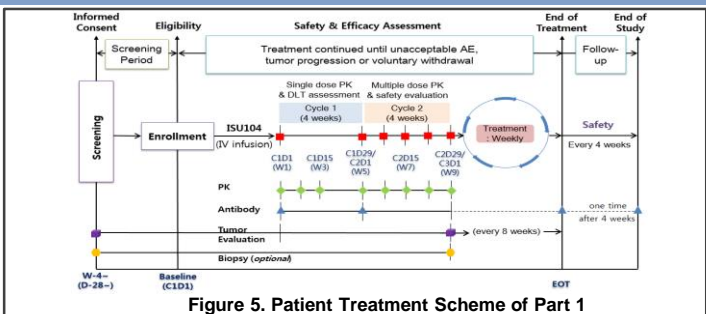 Informed Consent
Eligibility
Safety & Efficacy Assessment
End of Treatment
End of Study
Screening Period
Treatment continued until unacceptable AE,
tumor progression or voluntary withdrawal
Follow-up
Single dose PK
& DLT assessment
Multiple dose PK
& safety evaluation
Cycle 1
(4 weeks)
Cycle 2
(4 weeks)
Screening
Enrollment
ISU104
(IV infusion)
Treatment
: Weekly
Safety
Every 4 weeks
C1D1
(W1)
C1D15
(W3)
C1D29/
C2D1
(W5)
C2D15
(W7)
C2D29/
C3D1
(W9)
PK
Antibody
one time
after 4 weeks
Tumor
Evaluation
(every 8 weeks)
Biopsy (optional)
W-4~
(D-28~)
Baseline
(C1D1)
EOT
Figure 5. Patient Treatment Scheme of Part 1